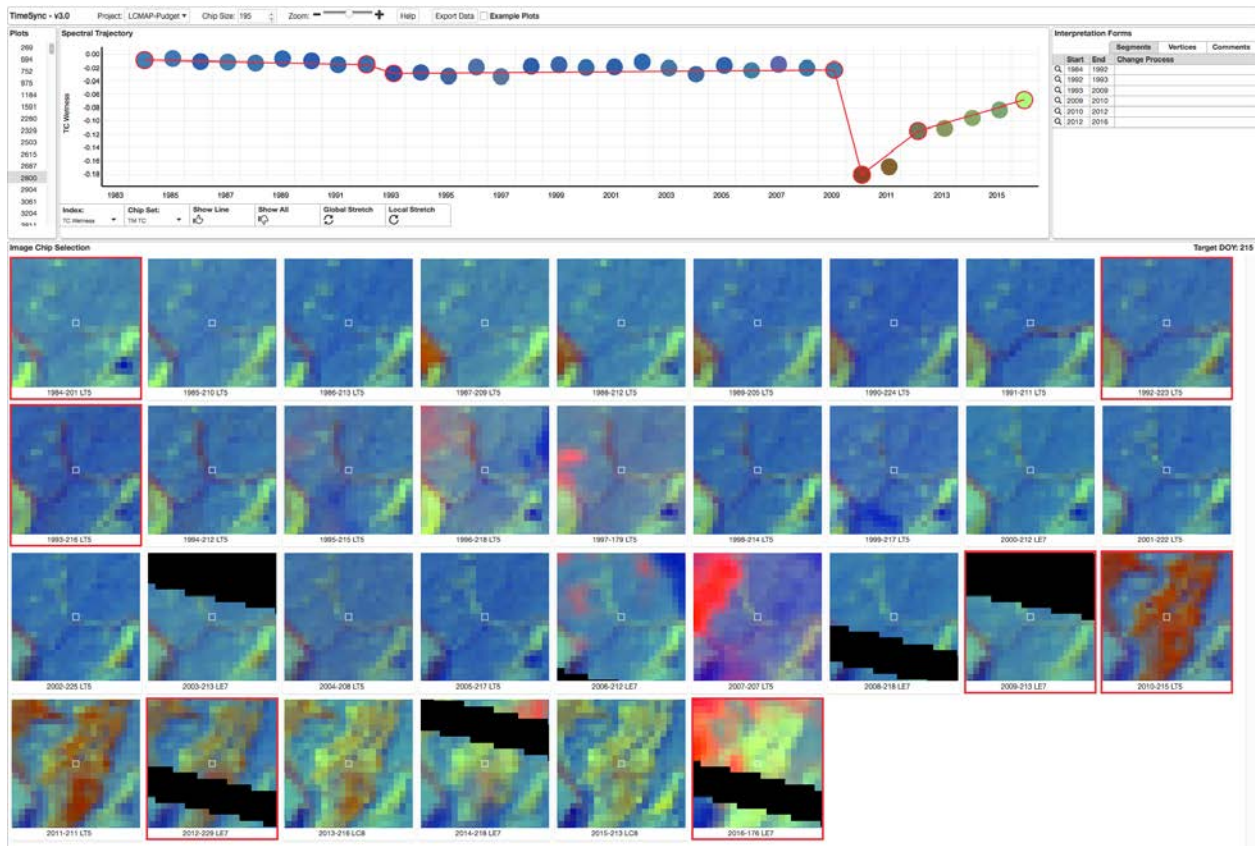 TimeSync - v3.0 Project: LCMAP-Pudget Chip Size: 195 Zoom: Help Export Data Example Plots
Plots Spectral Trajectory Interpretation Forms
Segments Vertices Comments
Start End Change Process
1984 1992
1992 1993
1993 2009
2009 2010
2010 2012
2012 2016
269
694
752
975
1184
1591
2260
2329
2503
2615
2687
2800
2904
3061
3204
TC Wetness
0.00
-0.02
-0.04
-0.06
-0.08
-0.10
-0.12
-0.14
-0.16
-0.18
1983 1985 1987 1989 1991 1993 1995 1997 1999 2001 2003 2005 2007 2009 2011 2013 2015
Index: Chip Set: Show Line Show All Global Stretch Local Stretch
TC Wetness TM TC
Image Chip Selection Target DOY: 215
1984-201 LT5 1985-210 LT5 1986-213 LT5 1987-209 LT5 1988-212 LT5 1989-205 LT5 1990-224 LT5 1991-211 LT5 1992-223 LT5
1993-216 LT5 1994-212 LT5 1995-215 LT5 1996-218 LT5 1997-179 LT5 1998-214 LT5 1999-217 LT5 2000-212 LE7 2001-222 LT5
2002-225 LT5 2003-213 LE7 2004-208 LT5 2005-217 LT5 2006-212 LE7 2007-207 LT5 2008-218 LE7 2009-213 LE7 2010-215 LT5
2011-211 LT5 2012-229 LE7 2013-218 LC8 2014-218 LE7 2015-213 LC8 2016-176 LE7